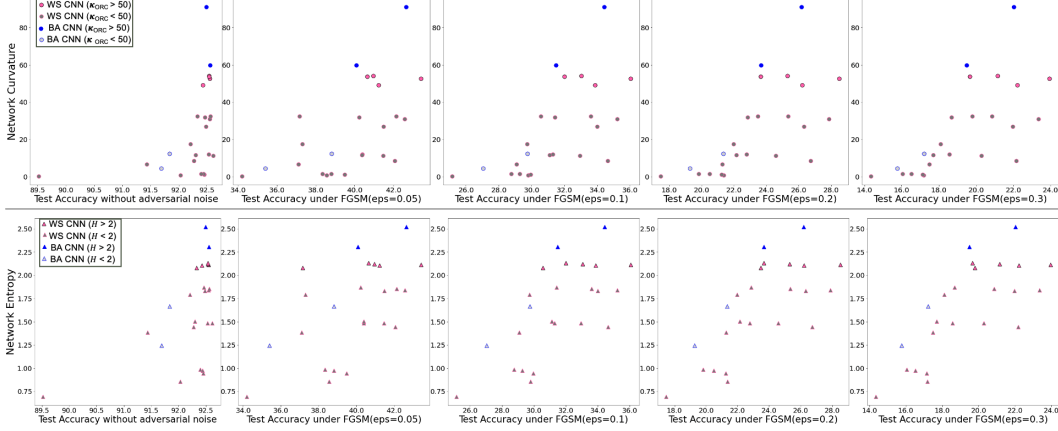 WS CNN (κ ORC > 50)
WS CNN (κ ORC < 50)
BA CNN (κ ORC > 50)
BA CNN (κ ORC < 50)
Network Curvature
80
60
40
20
0
89.5 90.0 90.5 91.0 91.5 92.0 92.5
34.0 36.0 38.0 40.0 42.0
26.0 28.0 30.0 32.0 34.0 36.0
18.0 20.0 22.0 24.0 26.0 28.0
14.0 16.0 18.0 20.0 22.0 24.0
Test Accuracy without adversarial noise
Test Accuracy under FGSM(eps=0.05)
Test Accuracy under FGSM(eps=0.1)
Test Accuracy under FGSM(eps=0.2)
Test Accuracy under FGSM(eps=0.3)
WS CNN (H > 2)
WS CNN (H < 2)
BA CNN (H > 2)
BA CNN (H < 2)
Network Entropy
2.50
2.25
2.00
1.75
1.50
1.25
1.00
0.75
89.5 90.0 90.5 91.0 91.5 92.0 92.5
34.0 36.0 38.0 40.0 42.0
26.0 28.0 30.0 32.0 34.0 36.0
18.0 20.0 22.0 24.0 26.0 28.0
14.0 16.0 18.0 20.0 22.0 24.0
Test Accuracy without adversarial noise
Test Accuracy under FGSM(eps=0.05)
Test Accuracy under FGSM(eps=0.1)
Test Accuracy under FGSM(eps=0.2)
Test Accuracy under FGSM(eps=0.3)